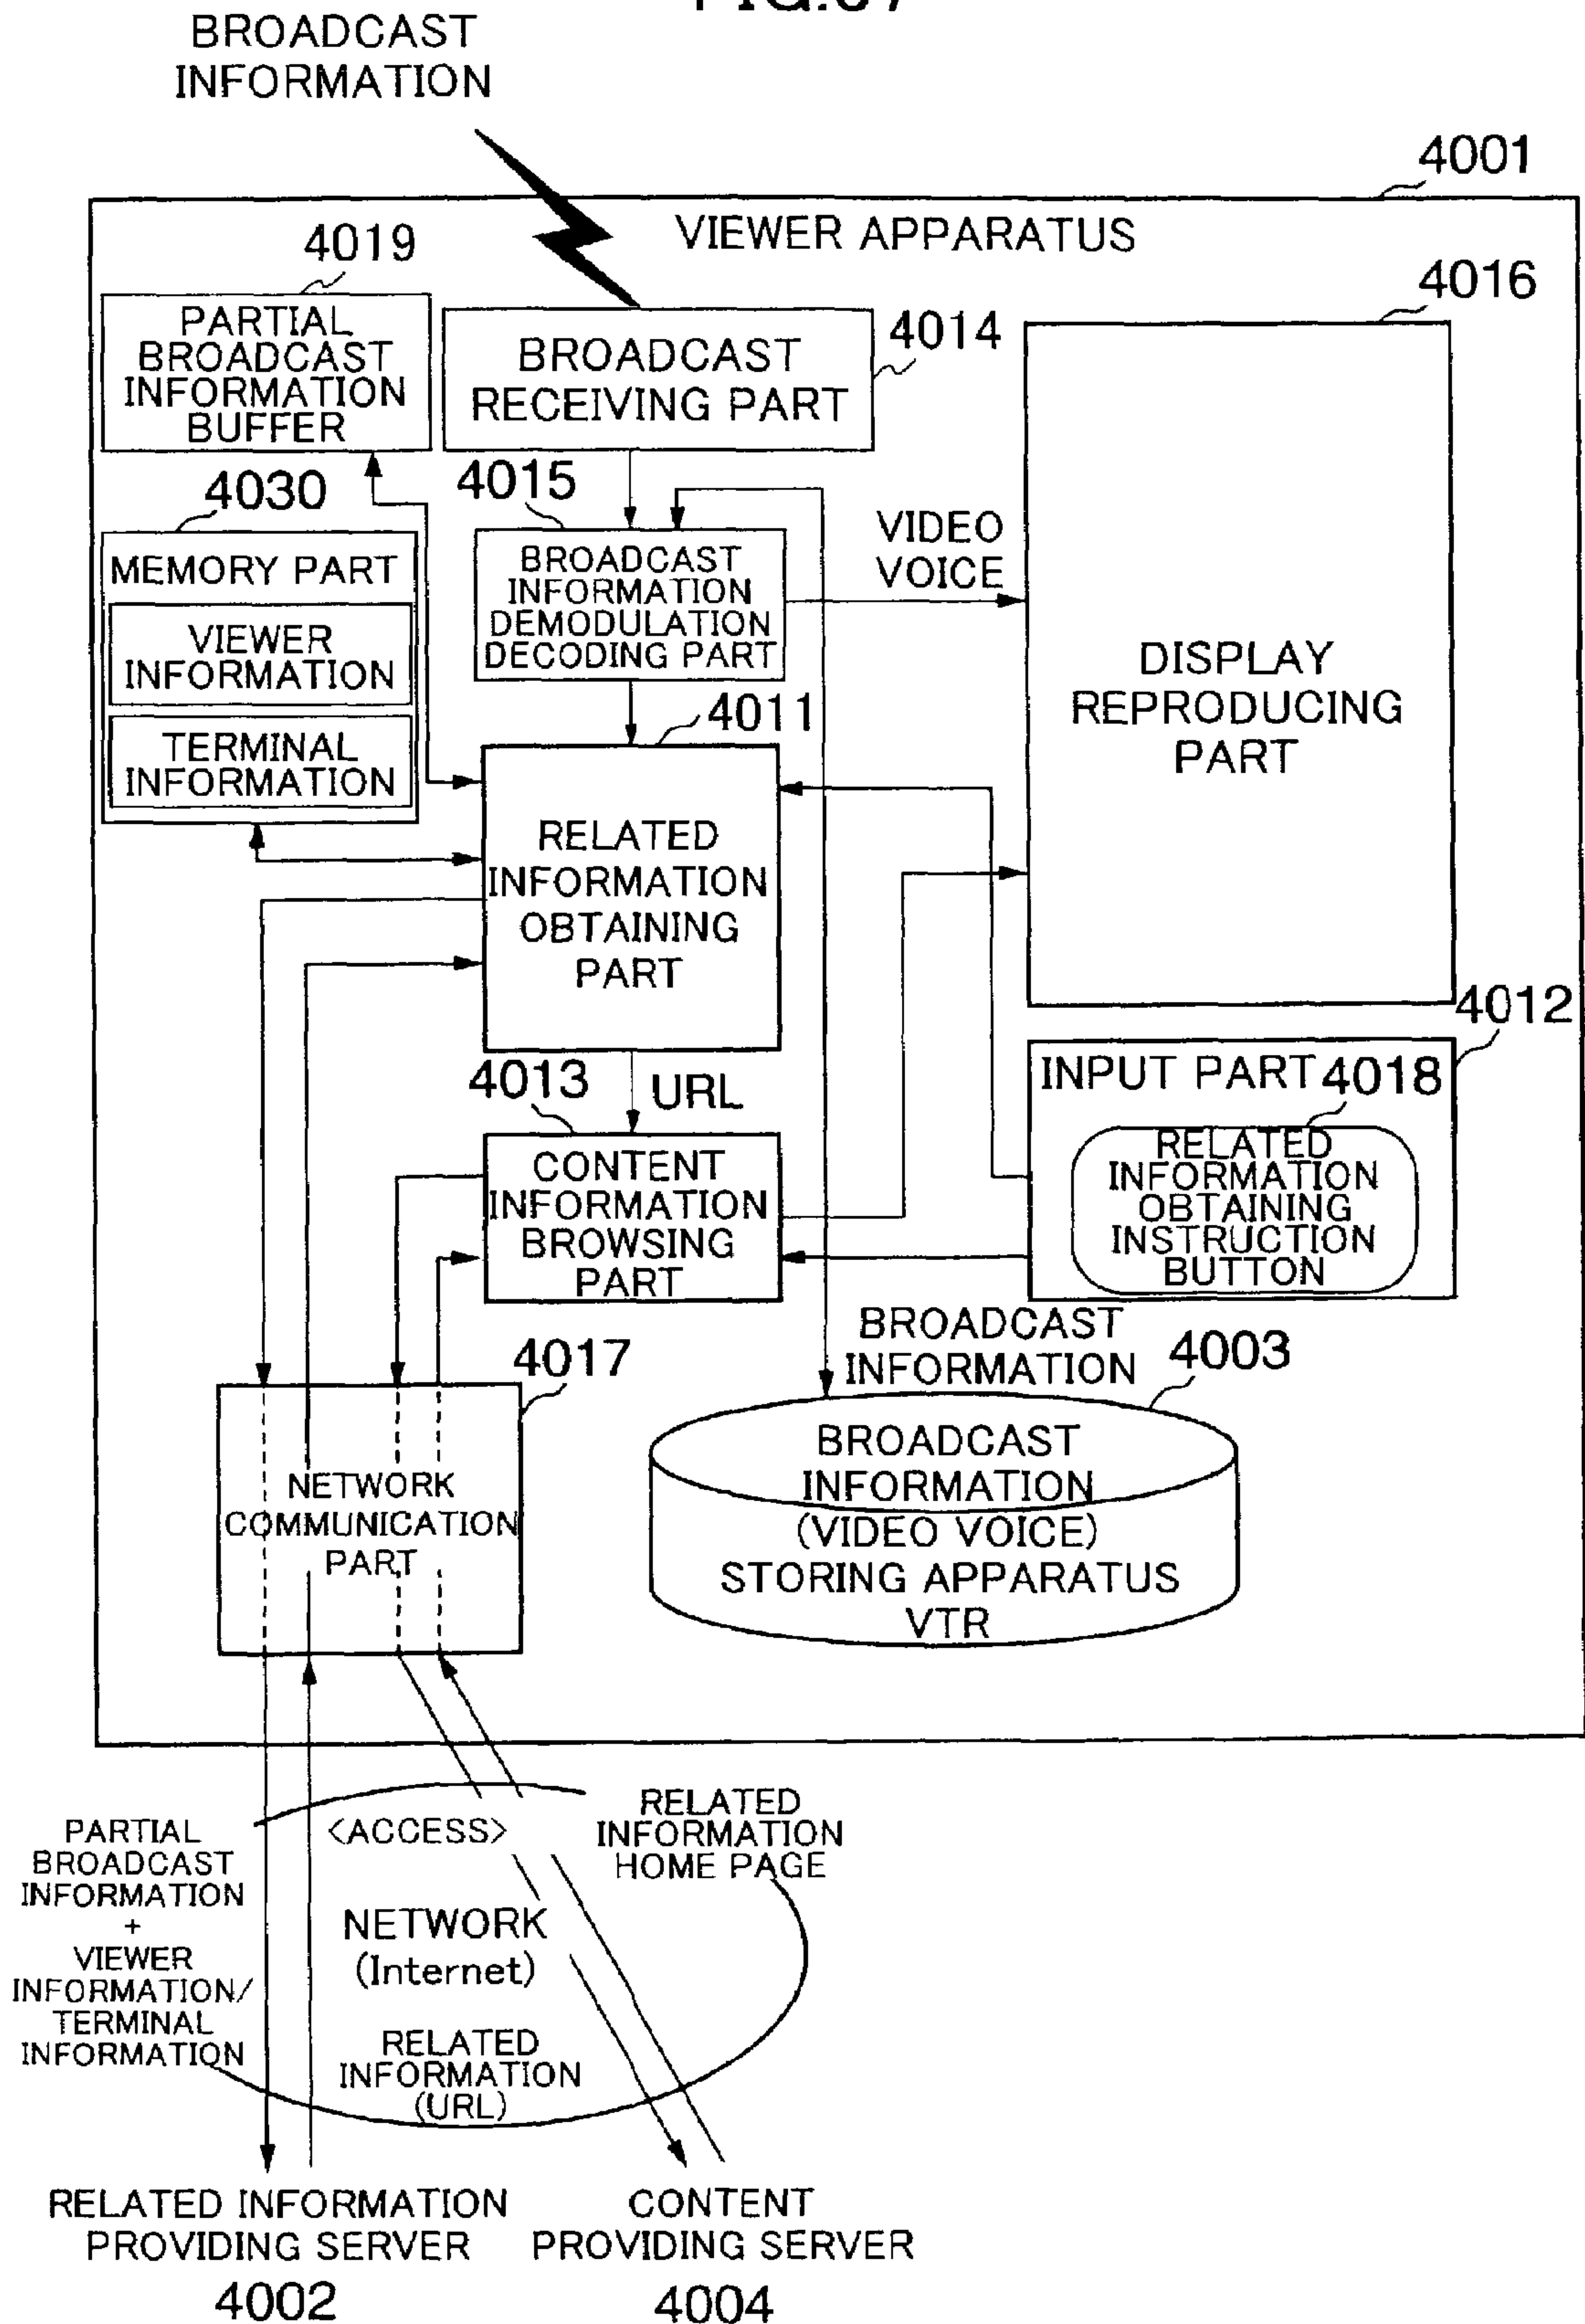 BROADCAST
INFORMATION
4001
VIEWER APPARATUS
4019
4016
PARTIAL
BROADCAST
INFORMATION
BUFFER
BROADCAST
RECEIVING PART
4014
4030
4015
MEMORY PART
VIEWER
INFORMATION
TERMINAL
INFORMATION
BROADCAST
INFORMATION
DEMODULATION
DECODING PART
VIDEO
VOICE
DISPLAY
REPRODUCING
PART
4011
RELATED
INFORMATION
OBTAINING
PART
4012
4013
URL
INPUT PART
4018
RELATED
INFORMATION
OBTAINING
INSTRUCTION
BUTTON
CONTENT
INFORMATION
BROWSING
PART
BROADCAST
INFORMATION
4003
4017
NETWORK
COMMUNICATION
PART
BROADCAST
INFORMATION
(VIDEO VOICE)
STORING APPARATUS
VTR
PARTIAL
BROADCAST
INFORMATION
+
VIEWER
INFORMATION/
TERMINAL
INFORMATION
<ACCESS>
RELATED
INFORMATION
HOME PAGE
NETWORK
(Internet)
RELATED
INFORMATION
(URL)
RELATED INFORMATION
PROVIDING SERVER
4002
CONTENT
PROVIDING SERVER
4004